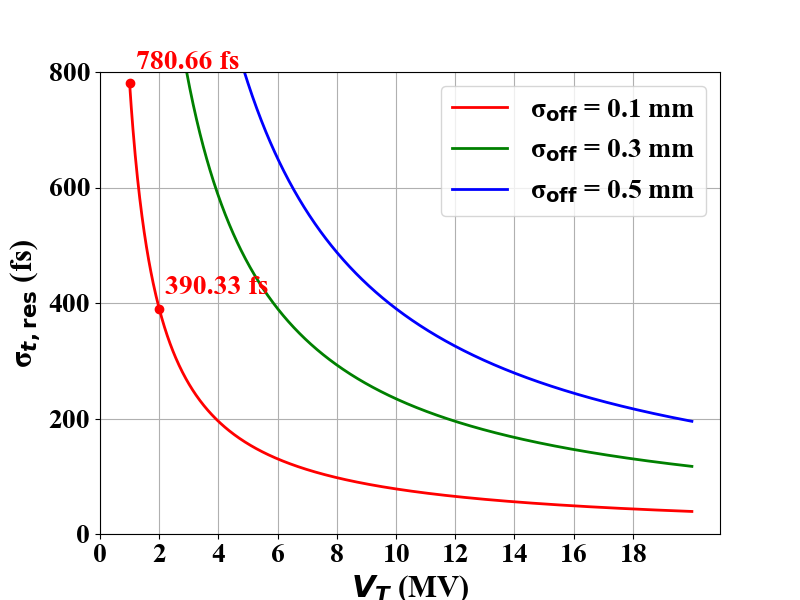 780.66 fs
800
σoff = 0.1 mm
σoff = 0.3 mm
σoff = 0.5 mm
600
390.33 fs
400
200
0
σt, res (fs)
0 2 4 6 8 10 12 14 16 18
VT (MV)